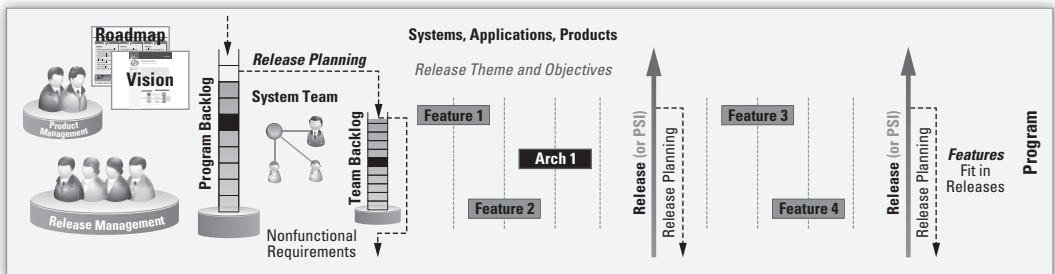 Roadmap
Vision
Product
Management
Release Management
Program Backlog
Release Planning
System Team
Team Backlog
Nonfunctional
Requirements
Systems, Applications, Products
Release Theme and Objectives
Feature 1
Arch 1
Feature 2
Release (or PSI)
Release Planning
Feature 3
Feature 4
Release (or PSI)
Release Planning
Features
Fit in
Releases
Program